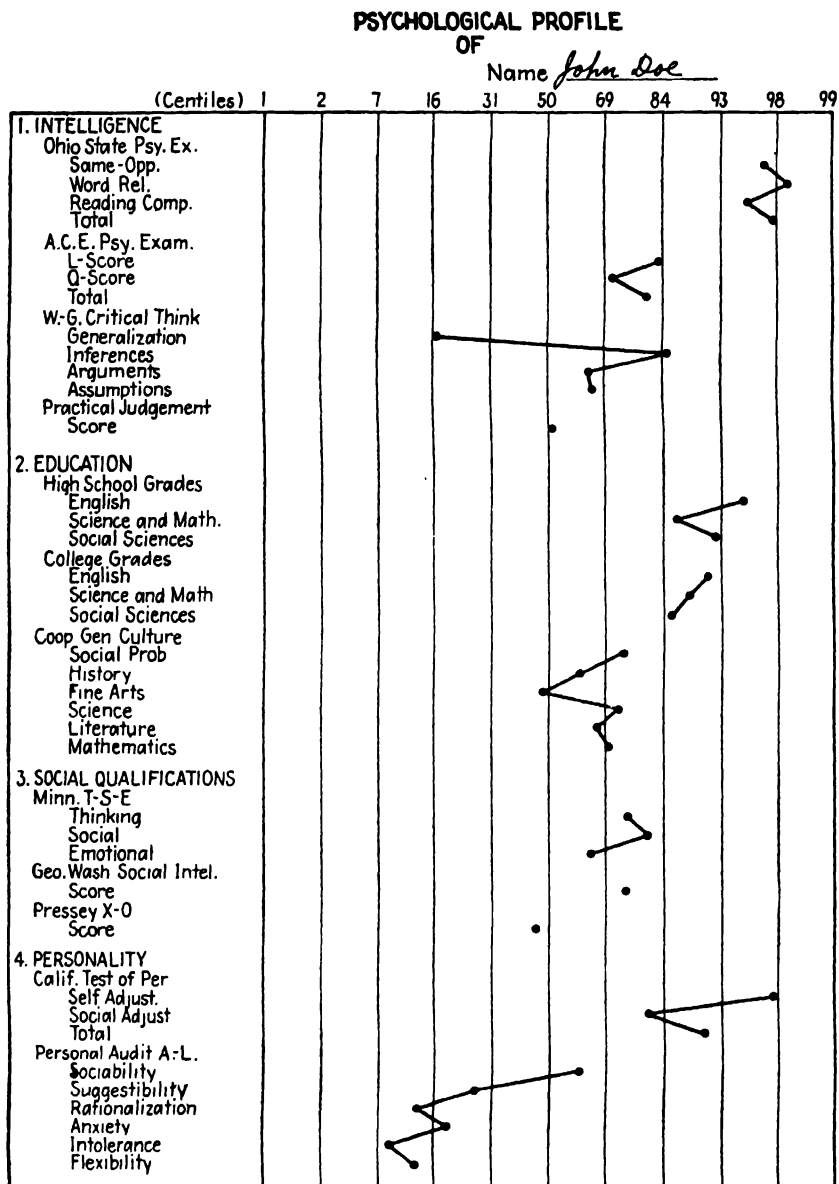 PSYCHOLOGICAL PROFILE
OF
Name John Doe
(Centiles) 1 2 7 16 31 50 69 84 93 98 99
1. INTELLIGENCE
Ohio State Psy. Ex.
Same-Opp.
Word Rel.
Reading Comp.
Total
A.C.E. Psy. Exam.
L-Score
Q-Score
Total
W.-G. Critical Think
Generalization
Inferences
Arguments
Assumptions
Practical Judgement
Score
2. EDUCATION
High School Grades
English
Science and Math.
Social Sciences
College Grades
English
Science and Math
Social Sciences
Coop Gen Culture
Social Prob
History
Fine Arts
Science
Literature
Mathematics
3. SOCIAL QUALIFICATIONS
Minn. T-S-E
Thinking
Social
Emotional
Geo. Wash Social Intel.
Score
Pressey X-O
Score
4. PERSONALITY
Calif. Test of Per
Self Adjust.
Social Adjust
Total
Personal Audit A.-L.
Sociability
Suggestibility
Rationalization
Anxiety
Intolerance
Flexibility